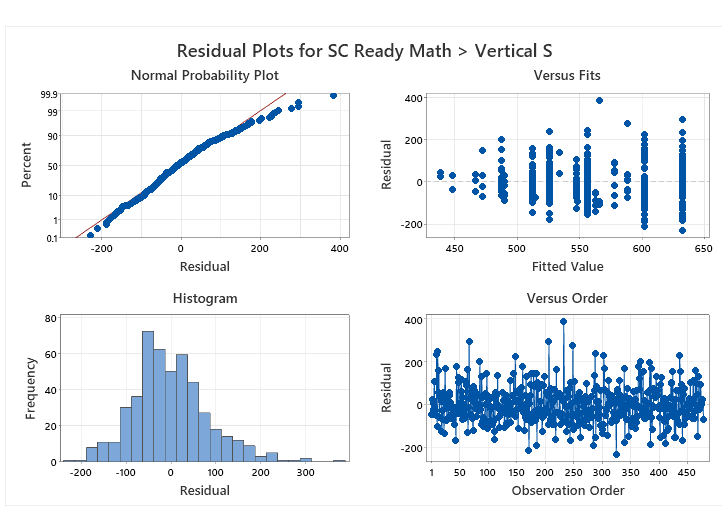 Residual Plots for SC Ready Math > Vertical S
Normal Probability Plot
99.9
99
90
50
10
1
0.1
Percent
-200 0 200 400
Residual
Versus Fits
400
200
0
-200
Residual
450 500 550 600 650
Fitted Value
Histogram
80
60
40
20
0
Frequency
-200 -100 0 100 200 300
Residual
Versus Order
400
200
0
-200
Residual
1 50 100 150 200 250 300 350 400 450
Observation Order